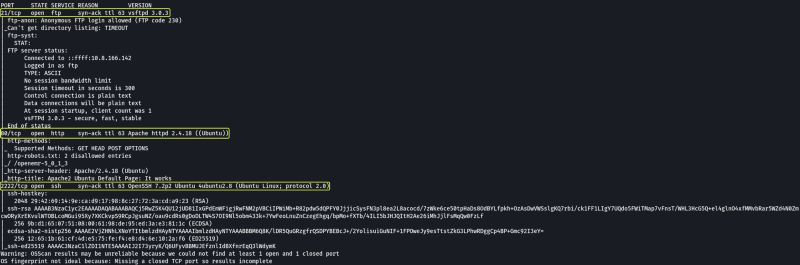 PORT STATE SERVICE REASON VERSION
21/tcp open ftp syn-ack ttl 63 vsftpd 3.0.3
| ftp-anon: Anonymous FTP login allowed (FTP code 230)
|_Can't get directory listing: TIMEOUT
| ftp-syst:
| STAT:
| FTP server status:
| Connected to ::ffff:10.8.166.142
| Logged in as ftp
| TYPE: ASCII
| No session bandwidth limit
| Session timeout in seconds is 300
| Control connection is plain text
| Data connections will be plain text
| At session startup, client count was 1
| vsFTPd 3.0.3 - secure, fast, stable
|_End of status
80/tcp open http syn-ack ttl 63 Apache httpd 2.4.18 ((Ubuntu))
| http-methods:
|_ Supported Methods: GET HEAD POST OPTIONS
| http-robots.txt: 2 disallowed entries
|_/ /openemr-5_0_1_3
|_http-server-header: Apache/2.4.18 (Ubuntu)
|_http-title: Apache2 Ubuntu Default Page: It works
2222/tcp open ssh syn-ack ttl 63 OpenSSH 7.2p2 Ubuntu 4ubuntu2.8 (Ubuntu Linux; protocol 2.0)
| ssh-hostkey:
| 2048 29:42:69:14:9e:ca:d9:17:98:8c:27:72:3a:cd:a9:23 (RSA)
| ssh-rsa
| 256 9b:d1:65:07:51:08:00:61:98:de:95:ed:3a:e3:81:1c (ECDSA)
| ecdsa-sha2-nistp256
| 256 12:65:1b:61:cf:4d:e5:75:fe:f4:e8:d4:6e:10:2a:f6 (ED25519)
|_ssh-ed25519
Warning: OSScan results may be unreliable because we could not find at least 1 open and 1 closed port
OS fingerprint not ideal because: Missing a closed TCP port so results incomplete